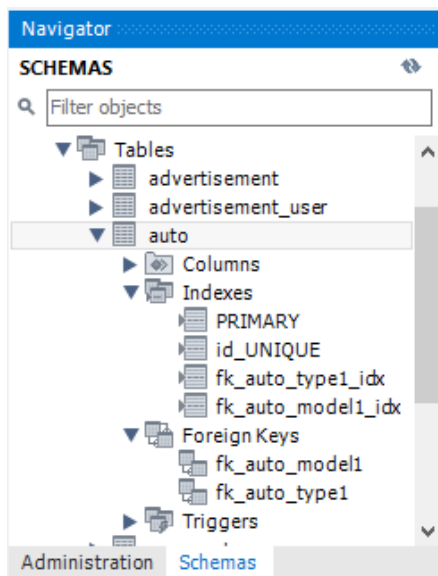 Navigator
SCHEMAS
Filter objects
Tables
advertisement
advertisement_user
auto
Columns
Indexes
PRIMARY
id_UNIQUE
fk_auto_type1_idx
fk_auto_model1_idx
Foreign Keys
fk_auto_model1
fk_auto_type1
Triggers
Administration Schemas